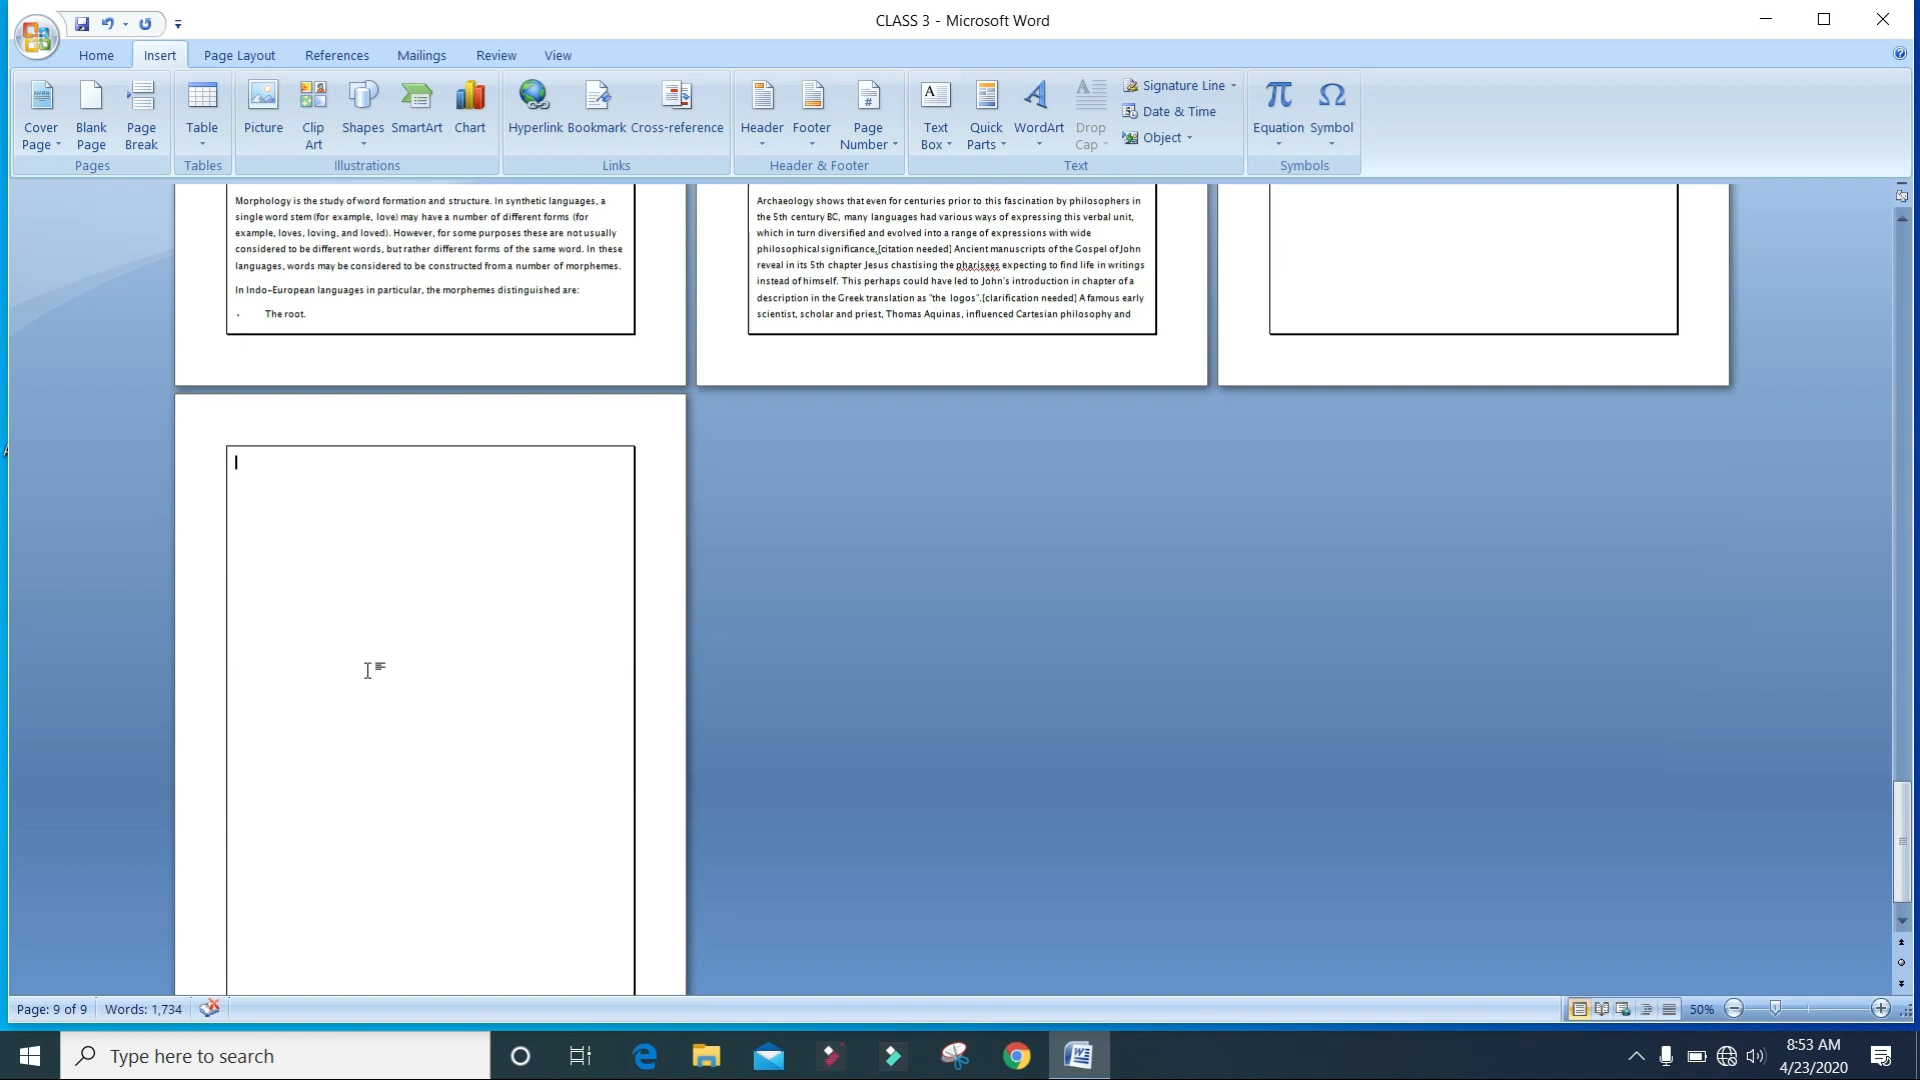 CLASS 3 - Microsoft Word
Home Insert Page Layout References Mailings Review View
Cover Page
Blank Page
Page Break
Table
Picture
Clip Art
Shapes
SmartArt
Chart
Hyperlink
Bookmark
Cross-reference
Header
Footer
Page Number
Text Box
Quick Parts
WordArt
Drop Cap
Signature Line
Date & Time
Object
Equation
Symbol
Pages Tables Illustrations Links Header & Footer Text Symbols
Morphology is the study of word formation and structure. In synthetic languages, a
single word stem (for example, love) may have a number of different forms (for
example, loves, loving, and loved). However, for some purposes these are not usually
considered to be different words, but rather different forms of the same word. In these
languages, words may be considered to be constructed from a number of morphemes.
In Indo-European languages in particular, the morphemes distinguished are:
• The root.
Archaeology shows that even for centuries prior to this fascination by philosophers in
the 5th century BC, many languages had various ways of expressing this verbal unit,
which in turn diversified and evolved into a range of expressions with wide
philosophical significance.[citation needed] Ancient manuscripts of the Gospel of John
reveal in its 5th chapter Jesus chastising the pharisees expecting to find life in writings
instead of himself. This perhaps could have led to John's introduction in chapter of a
description in the Greek translation as "the logos".[clarification needed] A famous early
scientist, scholar and priest, Thomas Aquinas, influenced Cartesian philosophy and
Page: 9 of 9 Words: 1,734 50%
Type here to search
8:53 AM
4/23/2020